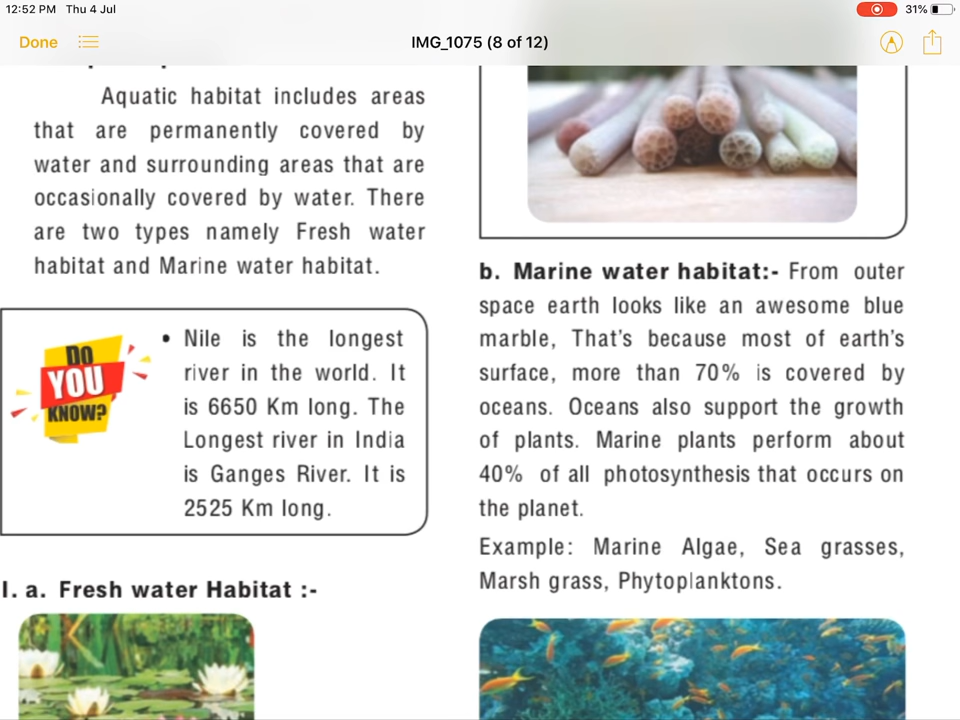 12:52 PM Thu 4 Jul
31%
Done
IMG_1075 (8 of 12)
Aquatic habitat includes areas
that are permanently covered by
water and surrounding areas that are
occasionally covered by water. There
are two types namely Fresh water
habitat and Marine water habitat.
DO
YOU
KNOW?
• Nile is the longest
river in the world. It
is 6650 Km long. The
Longest river in India
is Ganges River. It is
2525 Km long.
I. a. Fresh water Habitat :-
b. Marine water habitat:- From outer
space earth looks like an awesome blue
marble, That's because most of earth's
surface, more than 70% is covered by
oceans. Oceans also support the growth
of plants. Marine plants perform about
40% of all photosynthesis that occurs on
the planet.
Example: Marine Algae, Sea grasses,
Marsh grass, Phytoplanktons.